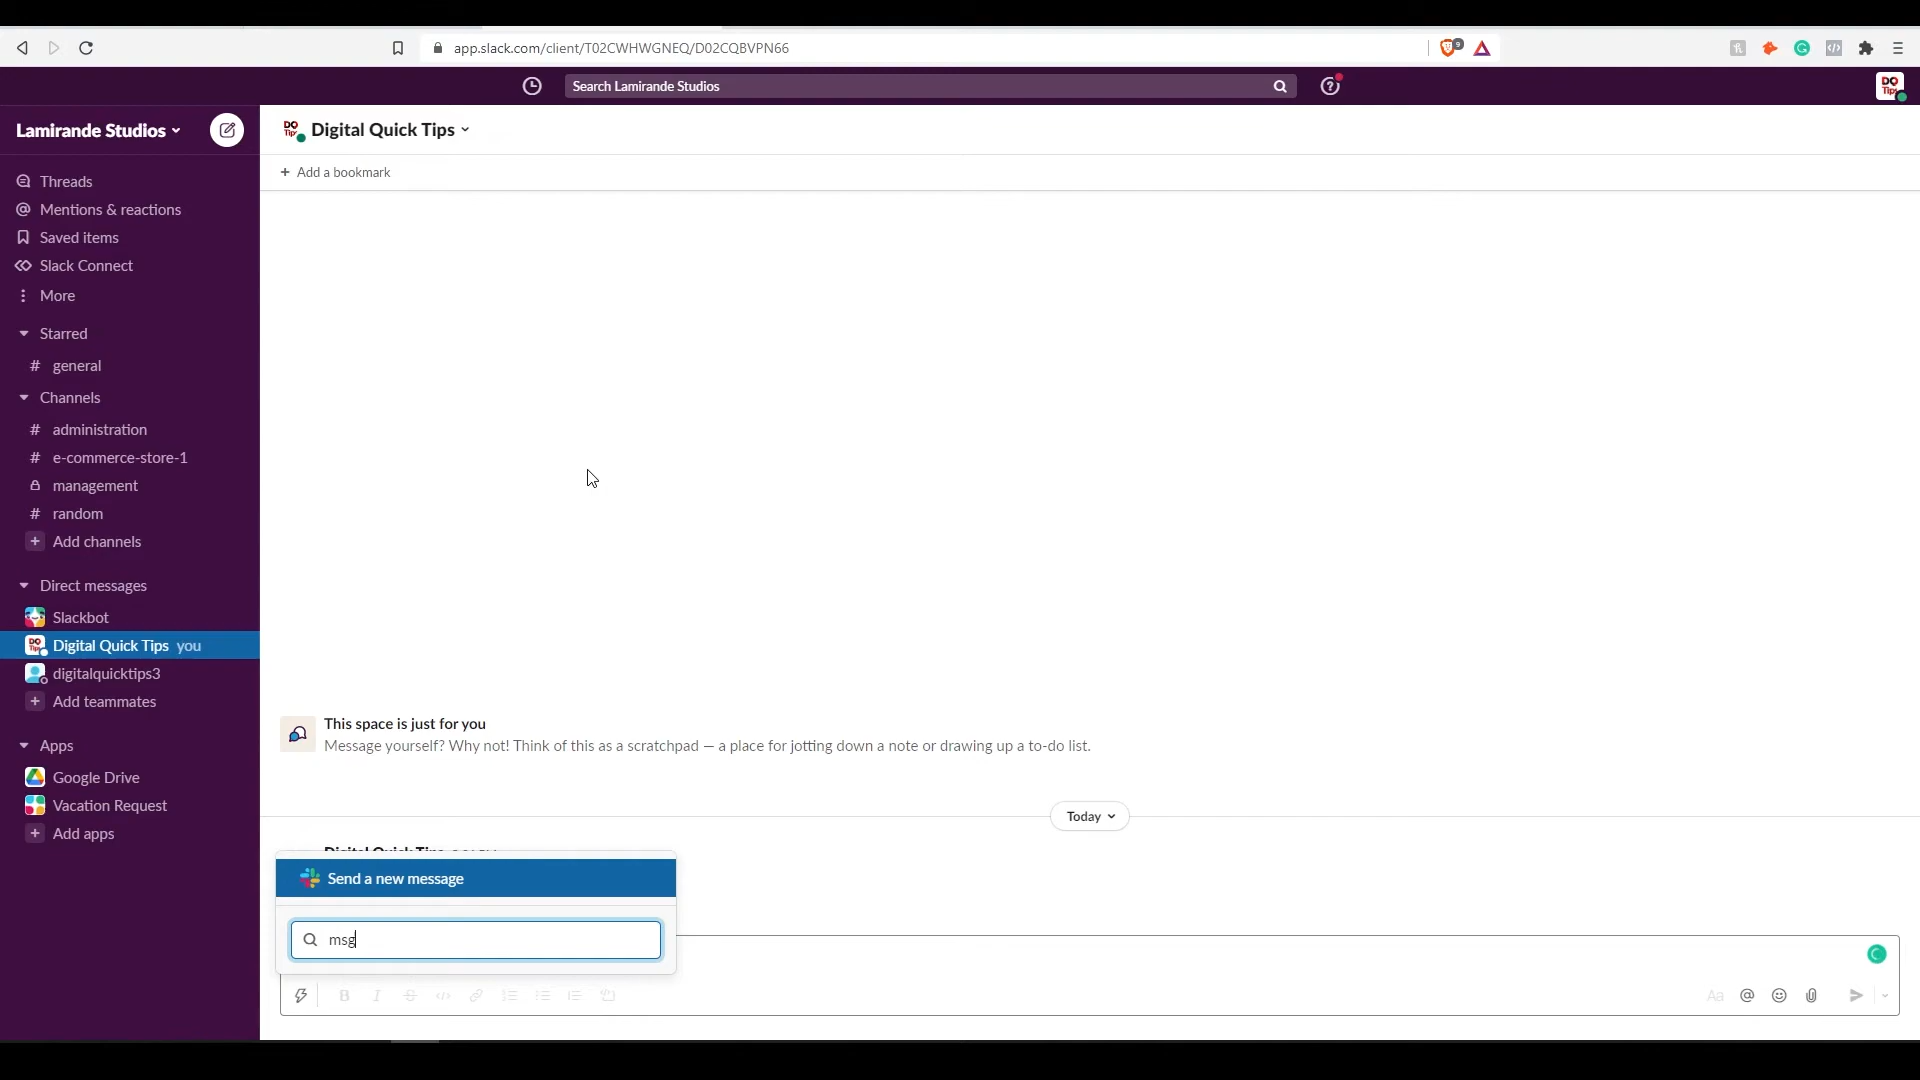 app.slack.com/client/T02CWHWGNEQ/D02CQBVPN66
9
Search Lamirande Studios
DQ Tips
Lamirande Studios
Digital Quick Tips
Add a bookmark
Threads
Mentions & reactions
Saved items
Slack Connect
More
Starred
# general
Channels
# administration
# e-commerce-store-1
management
# random
+ Add channels
Direct messages
Slackbot
Digital Quick Tips you
digitalquicktips3
+ Add teammates
Apps
Google Drive
Vacation Request
+ Add apps
This space is just for you
Message yourself? Why not! Think of this as a scratchpad — a place for jotting down a note or drawing up a to-do list.
Today
Digital Quick Tips
Send a new message
msg
B I S </>
Aa @